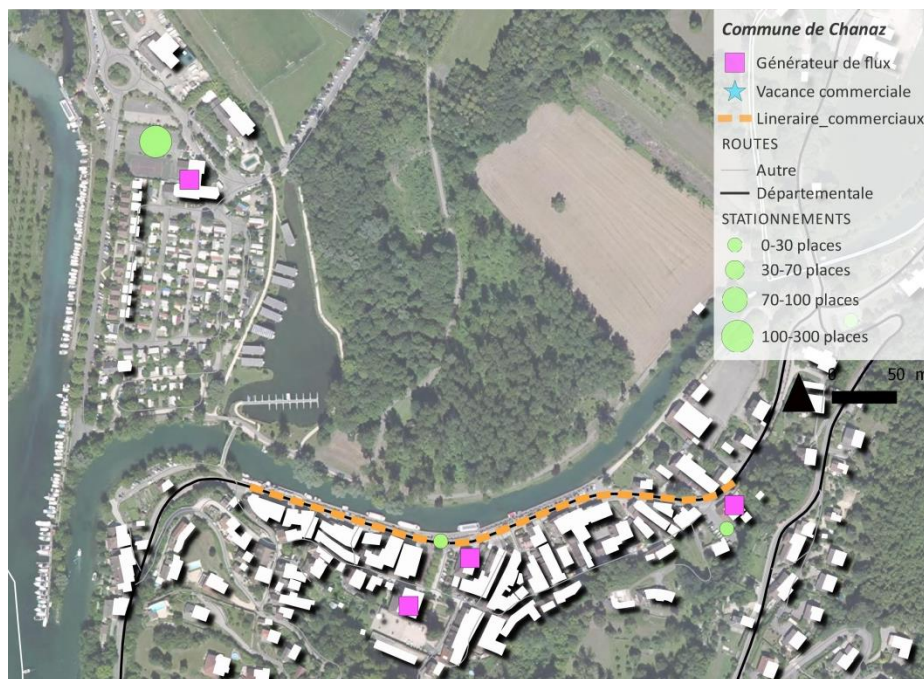 Commune de Chanaz
Générateur de flux
Vacance commerciale
Lineraire_commerciaux
ROUTES
Autre
Départementale
STATIONNEMENTS
0-30 places
30-70 places
70-100 places
100-300 places
0 50 m